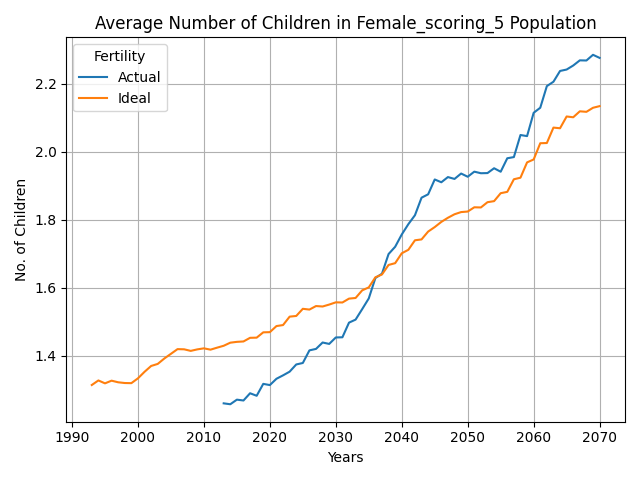 Average Number of Children in Female_scoring_5 Population
Fertility
Actual
Ideal
No. of Children
2.2
2.0
1.8
1.6
1.4
1990 2000 2010 2020 2030 2040 2050 2060 2070
Years